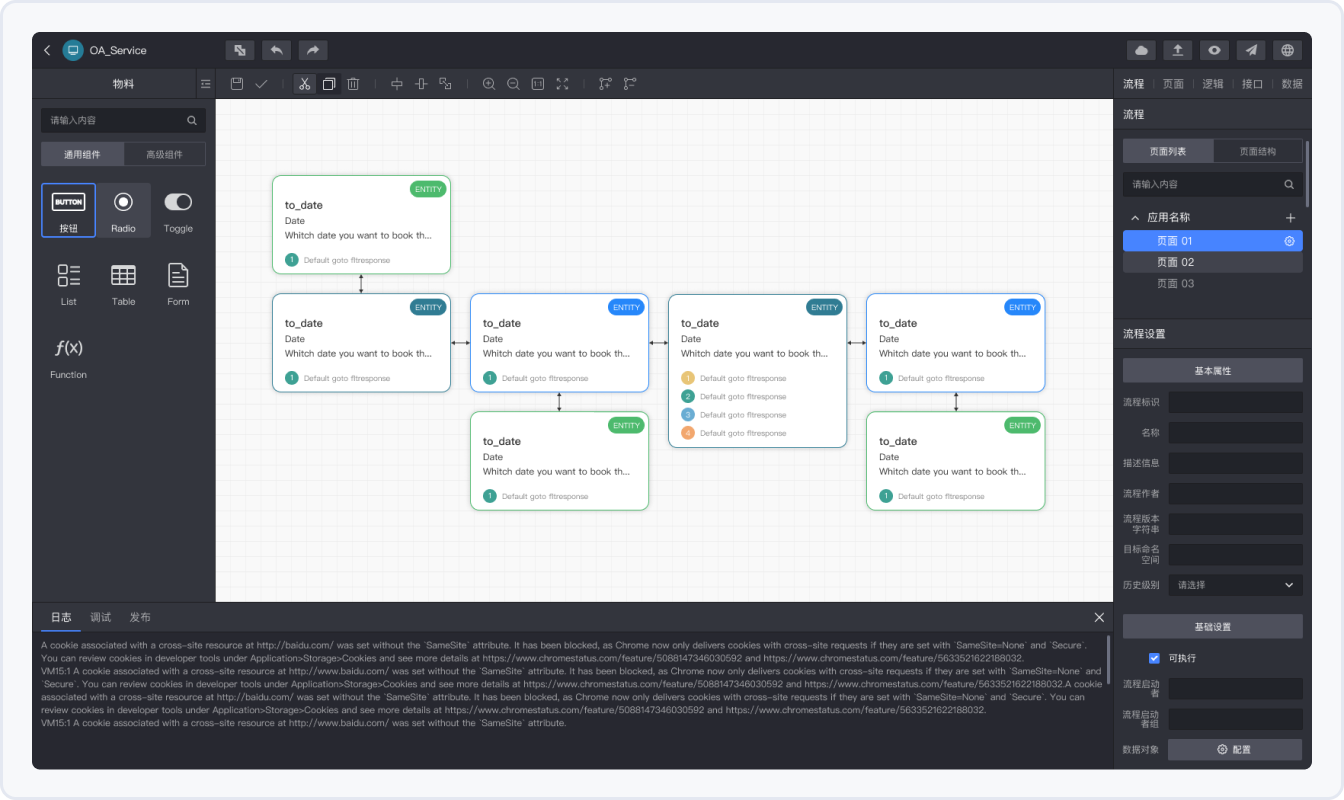 OA_Service
物料
流程
页面
逻辑
接口
数据
请输入内容
通用组件
高级组件
BUTTON
按钮
Radio
Toggle
List
Table
Form
ƒ(x)
Function
ENTITY
to_date
Date
Whitch date you want to book th...
1 Default goto fltresponse
ENTITY
to_date
Date
Whitch date you want to book th...
1 Default goto fltresponse
ENTITY
to_date
Date
Whitch date you want to book th...
1 Default goto fltresponse
ENTITY
to_date
Date
Whitch date you want to book th...
1 Default goto fltresponse
2 Default goto fltresponse
3 Default goto fltresponse
4 Default goto fltresponse
ENTITY
to_date
Date
Whitch date you want to book th...
1 Default goto fltresponse
ENTITY
to_date
Date
Whitch date you want to book th...
1 Default goto fltresponse
ENTITY
to_date
Date
Whitch date you want to book th...
1 Default goto fltresponse
流程
页面列表
页面结构
请输入内容
应用名称
页面 01
页面 02
页面 03
流程设置
基本属性
流程标识
名称
描述信息
流程作者
流程版本
字符串
目标命名
空间
历史级别
请选择
基础设置
可执行
流程启动
者
流程启动
者组
数据对象
配置
日志
调试
发布
A cookie associated with a cross-site resource at http://baidu.com/ was set without the `SameSite` attribute. It has been blocked, as Chrome now only delivers cookies with cross-site requests if they are set with `SameSite=None` and `Secure`.
You can review cookies in developer tools under Application>Storage>Cookies and see more details at https://www.chromestatus.com/feature/5088147346030592 and https://www.chromestatus.com/feature/5633521622188032.
VM15:1 A cookie associated with a cross-site resource at http://www.baidu.com/ was set without the `SameSite` attribute. It has been blocked, as Chrome now only delivers cookies with cross-site requests if they are set with `SameSite=None` and
`Secure`. You can review cookies in developer tools under Application>Storage>Cookies and see more details at https://www.chromestatus.com/feature/5088147346030592 and https://www.chromestatus.com/feature/5633521622188032.A cookie
associated with a cross-site resource at http://baidu.com/ was set without the `SameSite` attribute. It has been blocked, as Chrome now only delivers cookies with cross-site requests if they are set with `SameSite=None` and `Secure`. You can
review cookies in developer tools under Application>Storage>Cookies and see more details at https://www.chromestatus.com/feature/5088147346030592 and https://www.chromestatus.com/feature/5633521622188032.
VM15:1 A cookie associated with a cross-site resource at http://www.baidu.com/ was set without the `SameSite` attribute.